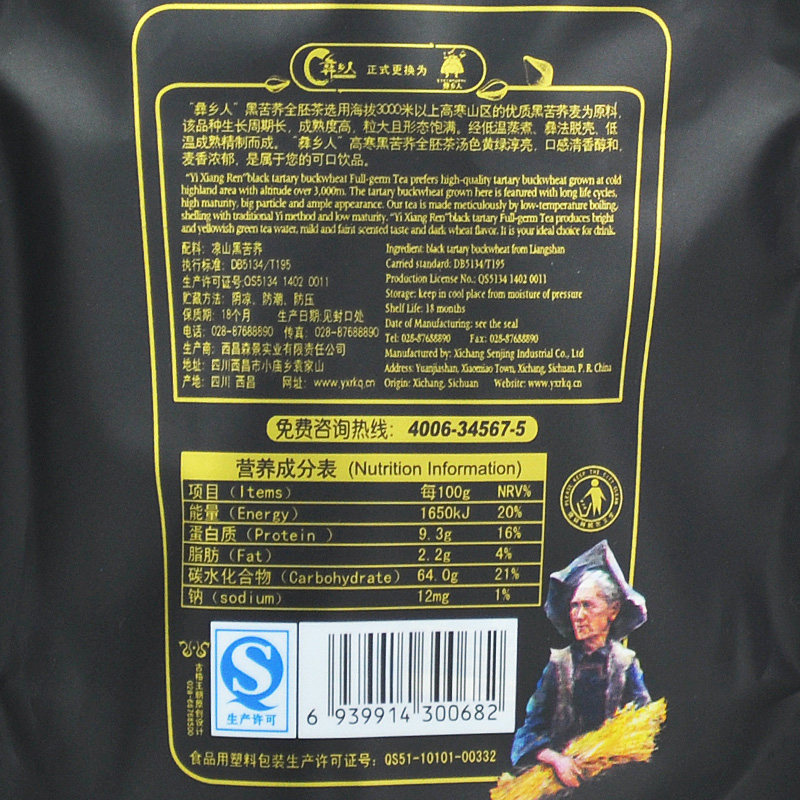 彝乡人 正式更换为 彝乡人
“彝乡人”黑苦荞全胚茶选用海拔3000米以上高寒山区的优质黑苦荞麦为原料,
该品种生长周期长，成熟度高，粒大且形态饱满。经低温蒸煮、彝法脱壳，低
温成熟精制而成。“彝乡人”高寒黑苦荞全胚茶汤色黄绿淳亮，口感清香醇和,
麦香浓郁，是属于您的可口饮品。
“Yi Xiang Ren”black tartary buckwheat Full-germ Tea prefers high-quality tartary buckwheat grown at cold
highland area with altitude over 3,000m. The tartary buckwheat grown here is featured with long life cycles,
high maturity, big particle and ample appearance. Our tea is made meticulously by low-temperature boiling,
shelling with traditional Yi method and low maturity. “Yi Xiang Ren”black tartary Full-germ Tea produces bright
and yellowish green tea water, mild and faint scented taste and dark wheat flavor. It is your ideal choice for drink.
配料：凉山黑苦荞
执行标准：DB5134/T195
生产许可证号:QS5134 1402 0011
贮藏方法：阴凉、防潮、防压
保质期：18个月 生产日期:见封口处
电话：028-87688890 传真：028-87688890
生产商：西昌森景实业有限责任公司
地址：四川西昌市小庙乡袁家山
产地：四川 西昌 网址：www.yxrkq.cn
Ingredient: black tartary buckwheat from Liangshan
Carried standard: DB5134/T195
Production License No.: QS5134 1402 0011
Storage: keep in cool place from moisture of pressure
Shelf Life: 18 months
Date of Manufacturing: see the seal
Tel: 028-87688890 Fax: 028-87688890
Manufactured by: Xichang Senjing Industrial Co., Ltd
Address: Yuanjiashan, Xiaomiao Town, Xichang, Sichuan, P. R. China
Origin: Xichang, Sichuan Website: www.yxrkq.cn
免费咨询热线：4006-34567-5
营养成分表 (Nutrition Information)
项目（Items） 每100g NRV%
能量（Energy） 1650kJ 20%
蛋白质（Protein ） 9.3g 16%
脂肪（Fat） 2.2g 4%
碳水化合物（Carbohydrate） 64.0g 21%
钠（sodium） 12mg 1%
PLEASE KEEP THE CITY CLEAN
生产许可
古格王朝原创设计
028-66768500
6 939914 300682
食品用塑料包装生产许可证号：QS51-10101-00332